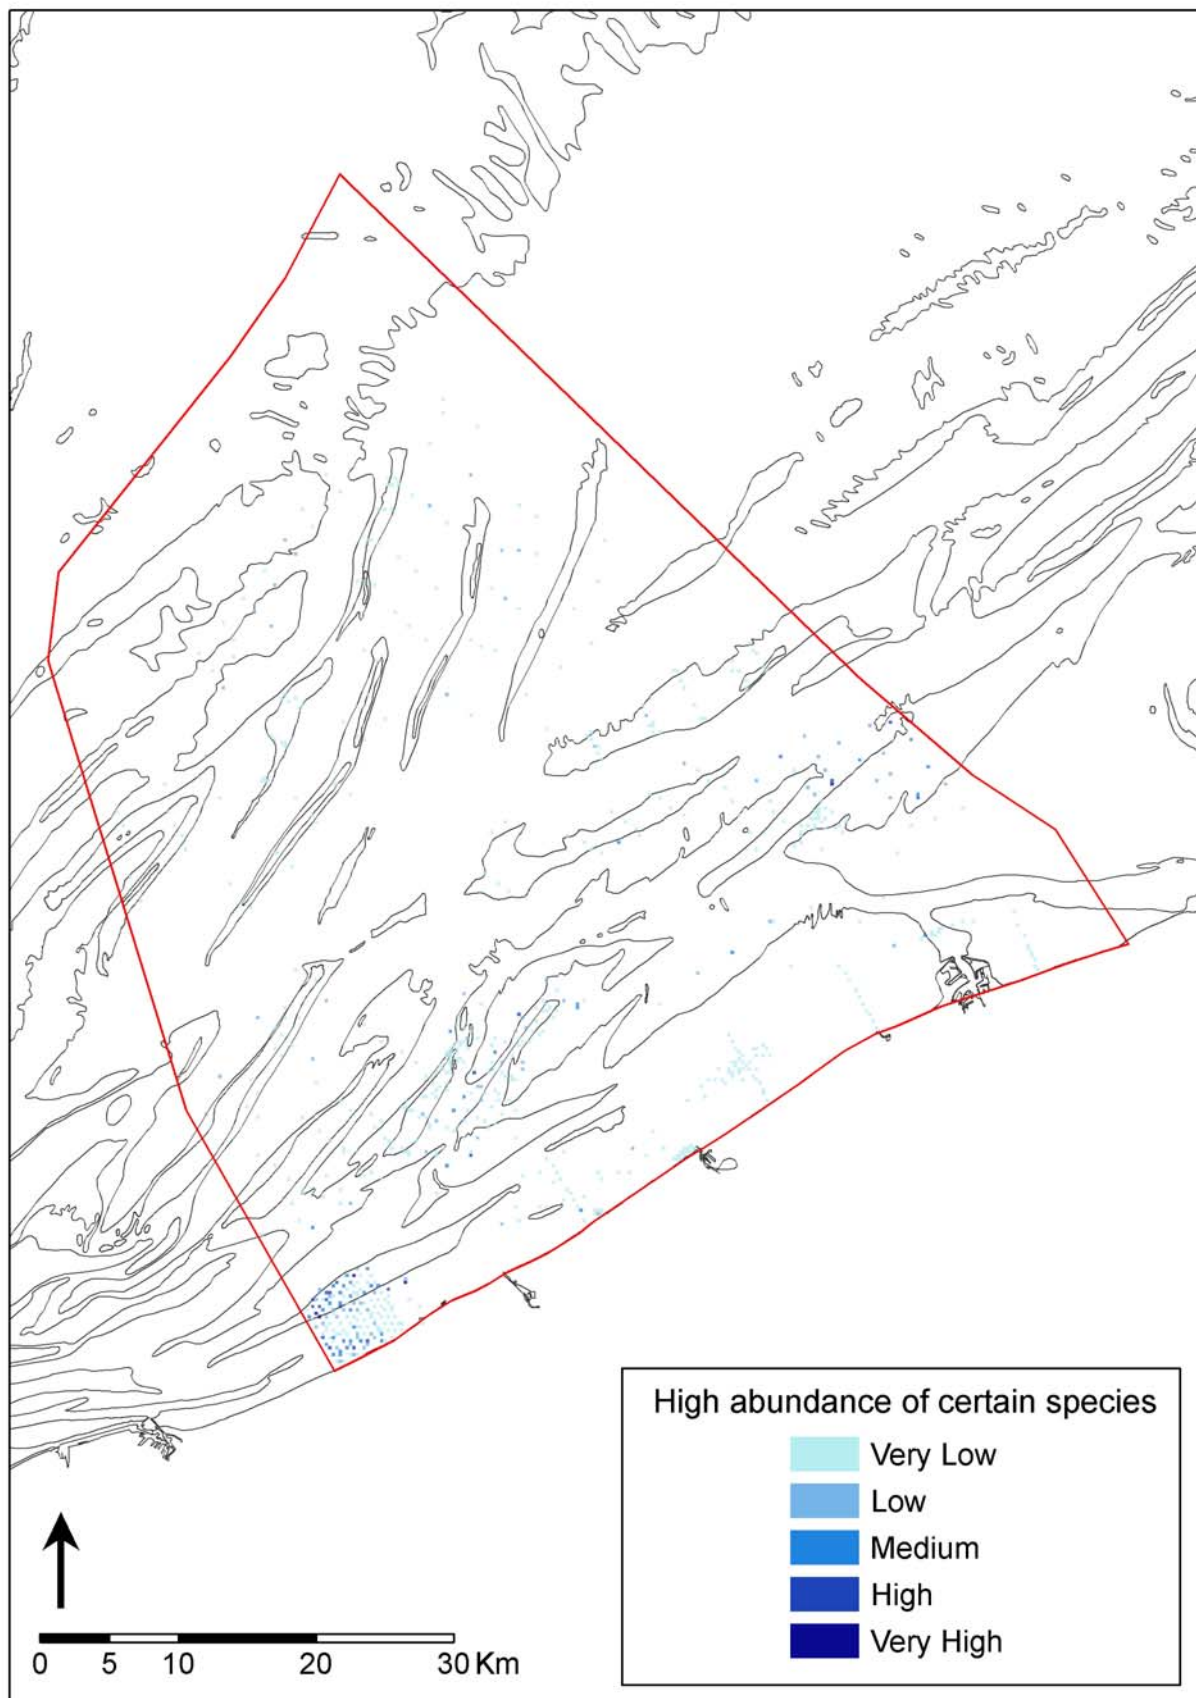 High abundance of certain species
Very Low
Low
Medium
High
Very High
0 5 10 20 30 Km